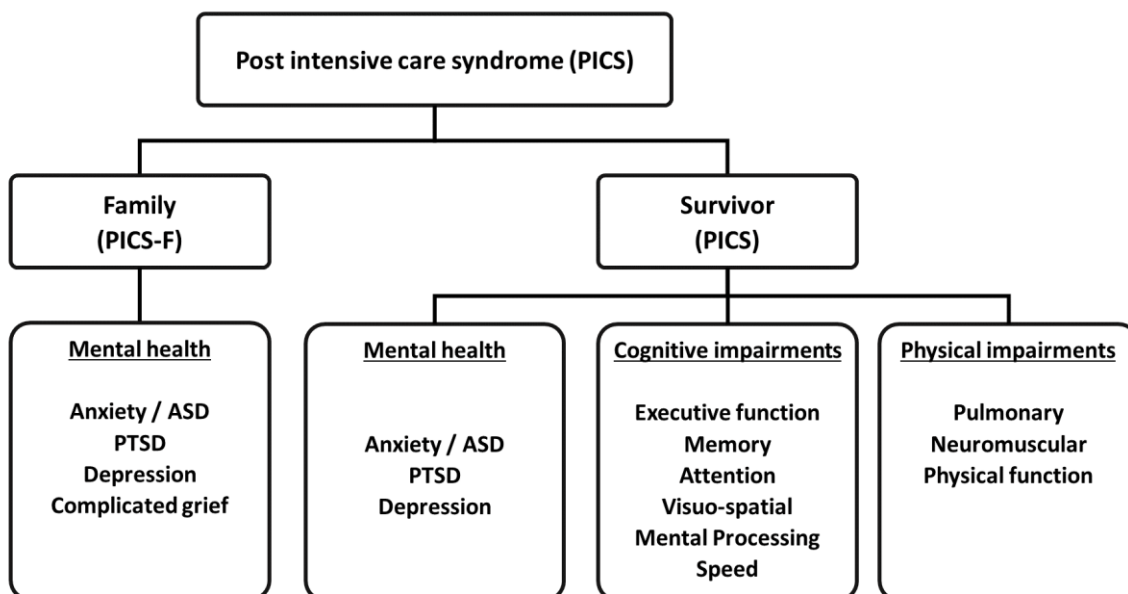 Post intensive care syndrome (PICS)
Family
(PICS-F)
Survivor
(PICS)
Mental health
Anxiety / ASD
PTSD
Depression
Complicated grief
Mental health
Anxiety / ASD
PTSD
Depression
Cognitive impairments
Executive function
Memory
Attention
Visuo-spatial
Mental Processing
Speed
Physical impairments
Pulmonary
Neuromuscular
Physical function